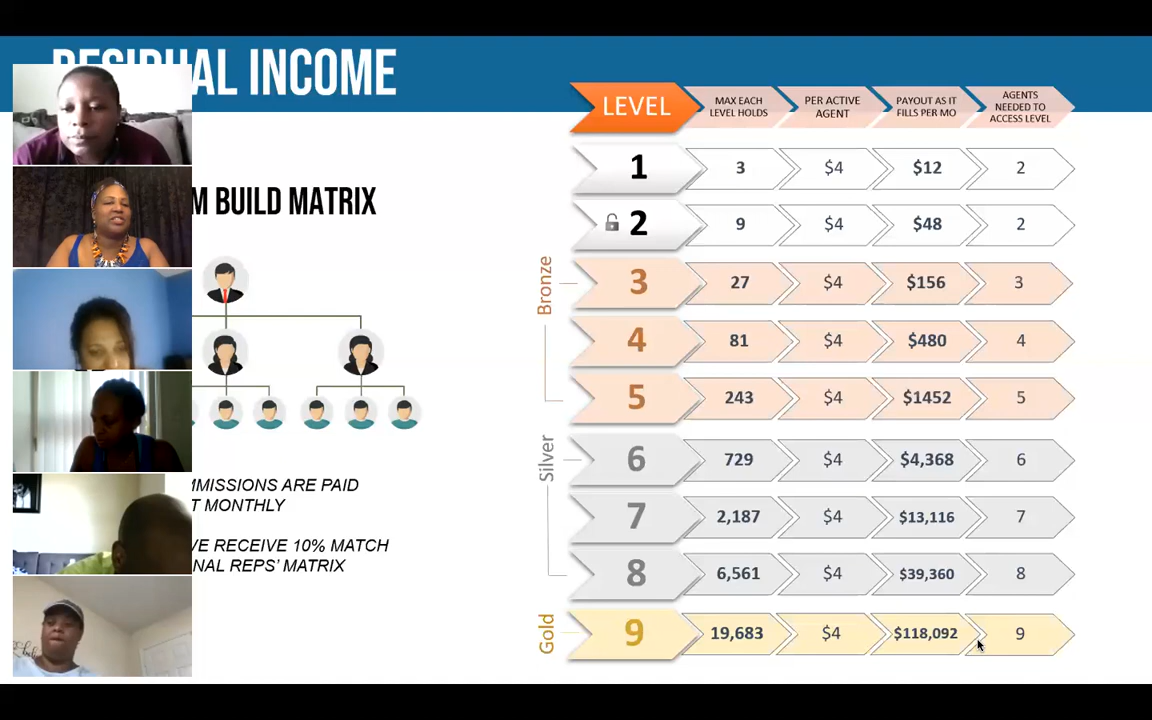 RESIDUAL INCOME
M BUILD MATRIX
MMISSIONS ARE PAID
T MONTHLY
VE RECEIVE 10% MATCH
NAL REPS' MATRIX
LEVEL
MAX EACH
LEVEL HOLDS
PER ACTIVE
AGENT
PAYOUT AS IT
FILLS PER MO
AGENTS
NEEDED TO
ACCESS LEVEL
1 3 $4 $12 2
2 9 $4 $48 2
Bronze
3 27 $4 $156 3
4 81 $4 $480 4
5 243 $4 $1452 5
Silver
6 729 $4 $4,368 6
7 2,187 $4 $13,116 7
8 6,561 $4 $39,360 8
Gold
9 19,683 $4 $118,092 9